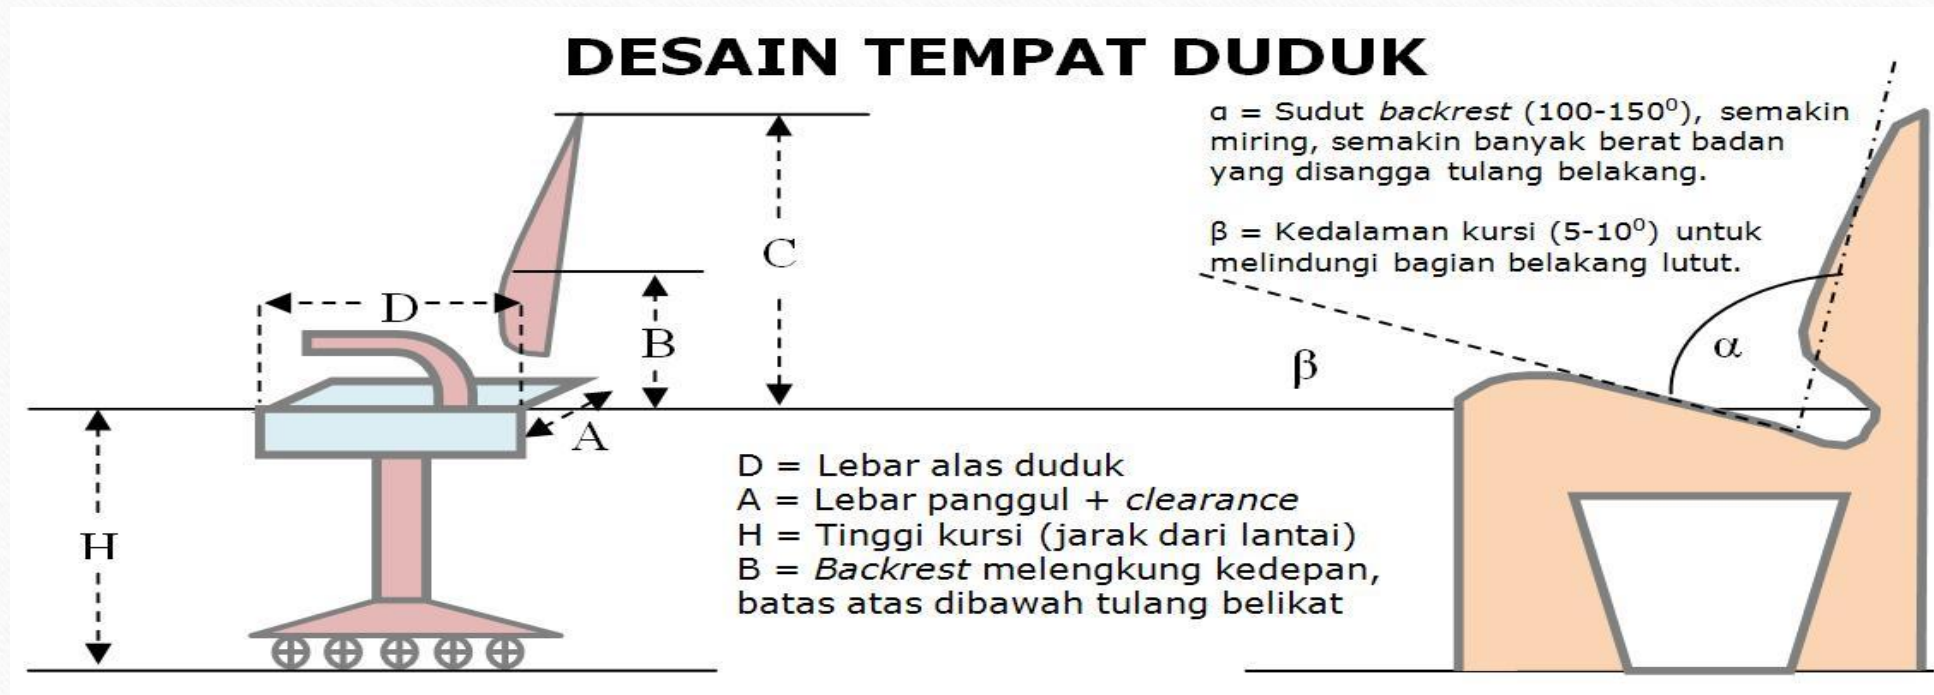 DESAIN TEMPAT DUDUK
α = Sudut backrest (100-150⁰), semakin
miring, semakin banyak berat badan
yang disangga tulang belakang.
β = Kedalaman kursi (5-10⁰) untuk
melindungi bagian belakang lutut.
C
D
B
α
β
A
H
D = Lebar alas duduk
A = Lebar panggul + clearance
H = Tinggi kursi (jarak dari lantai)
B = Backrest melengkung kedepan,
batas atas dibawah tulang belikat